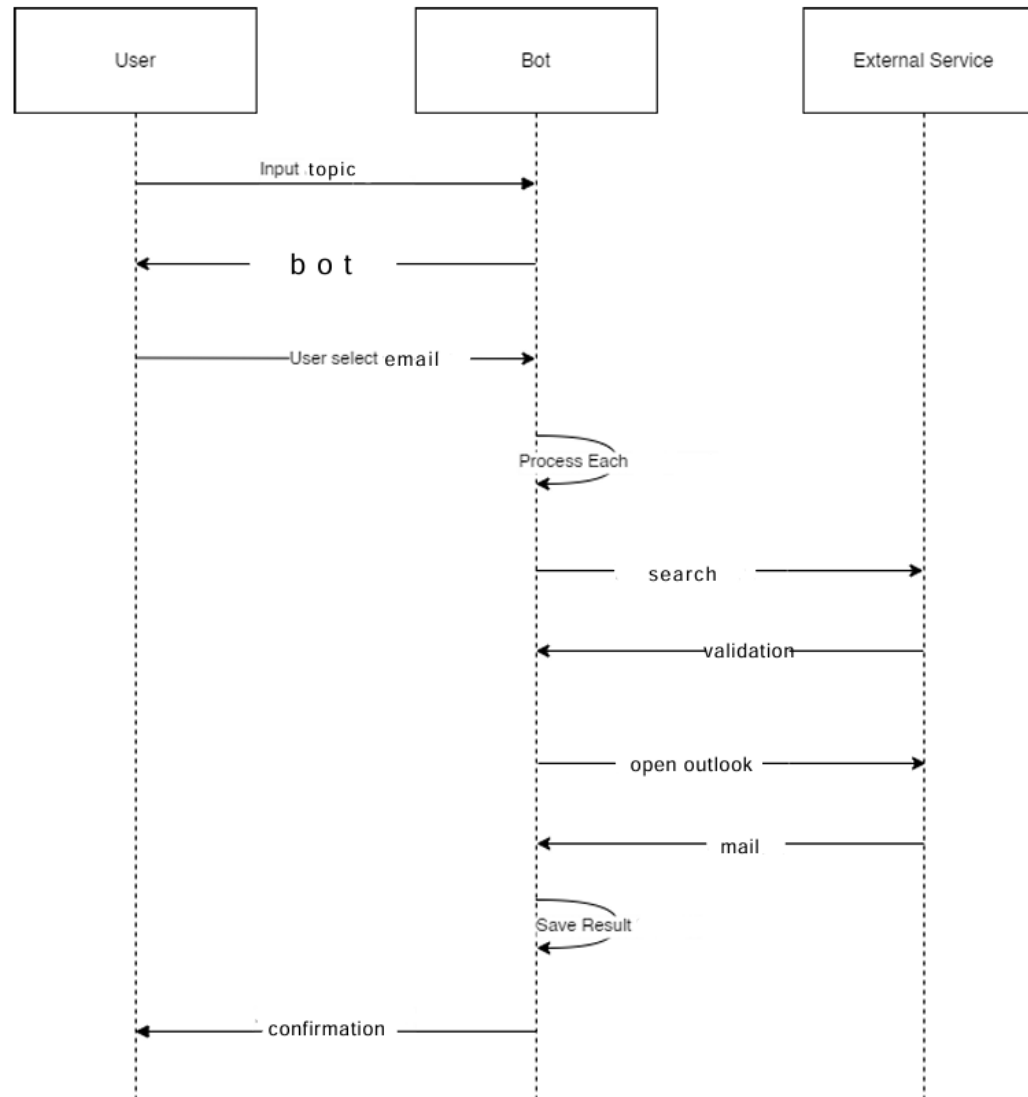 User
Bot
External Service
Input topic
bot
User select email
Process Each
search
validation
open outlook
mail
Save Result
confirmation